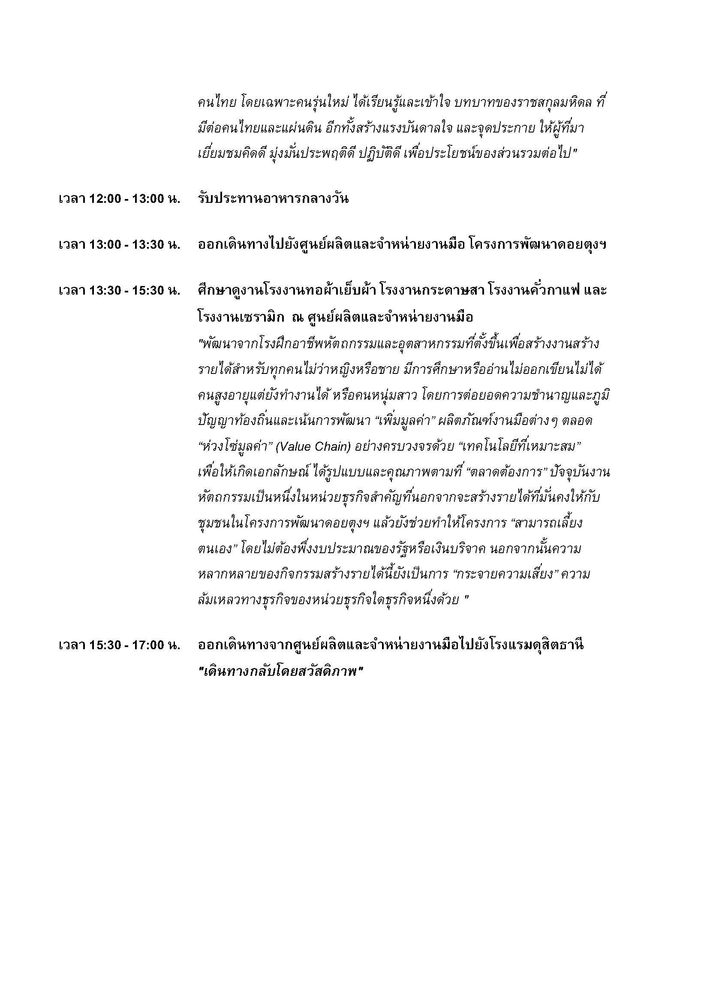 คนไทย โดยเฉพาะคนรุ่นใหม่ ได้เรียนรู้และเข้าใจ บทบาทของราชสกุลมหิดล ที่
มีต่อคนไทยและแผ่นดิน อีกทั้งสร้างแรงบันดาลใจ และจุดประกาย ให้ผู้ที่มา
เยี่ยมชมคิดดี มุ่งมั่นประพฤติดี ปฏิบัติดี เพื่อประโยชน์ของส่วนรวมต่อไป"
เวลา 12:00 - 13:00 น. รับประทานอาหารกลางวัน
เวลา 13:00 - 13:30 น. ออกเดินทางไปยังศูนย์ผลิตและจำหน่ายงานมือ โครงการพัฒนาดอยตุงฯ
เวลา 13:30 - 15:30 น. ศึกษาดูงานโรงงานทอผ้าเย็บผ้า โรงงานกระดาษสา โรงงานคั่วกาแฟ และ
โรงงานเซรามิก ณ ศูนย์ผลิตและจำหน่ายงานมือ
"พัฒนาจากโรงฝึกอาชีพหัตถกรรมและอุตสาหกรรมที่ตั้งขึ้นเพื่อสร้างงานสร้าง
รายได้สำหรับทุกคนไม่ว่าหญิงหรือชาย มีการศึกษาหรืออ่านไม่ออกเขียนไม่ได้
คนสูงอายุแต่ยังทำงานได้ หรือคนหนุ่มสาว โดยการต่อยอดความชำนาญและภูมิ
ปัญญาท้องถิ่นและเน้นการพัฒนา “เพิ่มมูลค่า” ผลิตภัณฑ์งานมือต่างๆ ตลอด
“ห่วงโซ่มูลค่า” (Value Chain) อย่างครบวงจรด้วย “เทคโนโลยีที่เหมาะสม”
เพื่อให้เกิดเอกลักษณ์ ได้รูปแบบและคุณภาพตามที่ “ตลาดต้องการ” ปัจจุบันงาน
หัตถกรรมเป็นหนึ่งในหน่วยธุรกิจสำคัญที่นอกจากจะสร้างรายได้ที่มั่นคงให้กับ
ชุมชนในโครงการพัฒนาดอยตุงฯ แล้วยังช่วยทำให้โครงการ “สามารถเลี้ยง
ตนเอง” โดยไม่ต้องพึ่งงบประมาณของรัฐหรือเงินบริจาค นอกจากนั้นความ
หลากหลายของกิจกรรมสร้างรายได้นี้ยังเป็นการ “กระจายความเสี่ยง” ความ
ล้มเหลวทางธุรกิจของหน่วยธุรกิจใดธุรกิจหนึ่งด้วย "
เวลา 15:30 - 17:00 น. ออกเดินทางจากศูนย์ผลิตและจำหน่ายงานมือไปยังโรงแรมดุสิตธานี
"เดินทางกลับโดยสวัสดิภาพ"